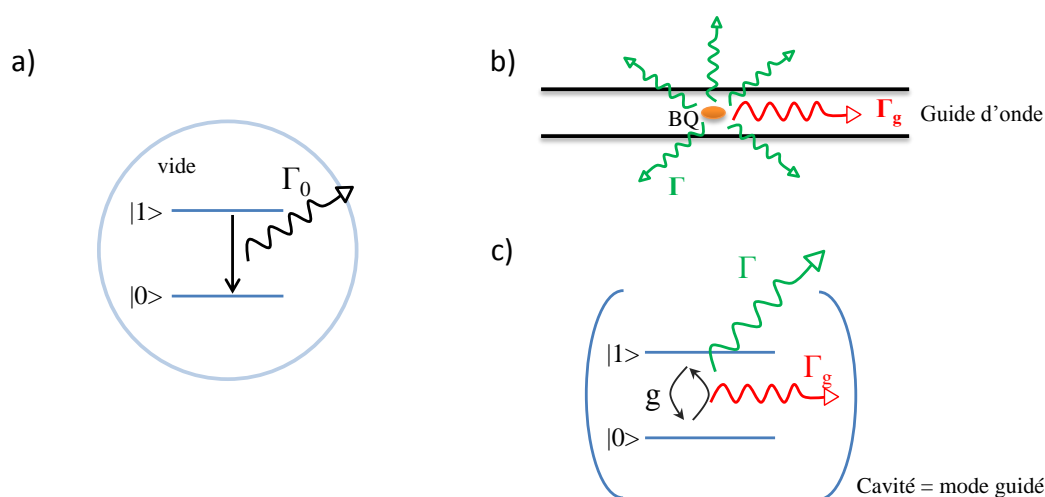 a)
vide
Γ₀
|1>
|0>
b)
BQ
Γg
Guide d'onde
Γ
c)
Γ
|1>
Γg
g
|0>
Cavité = mode guidé